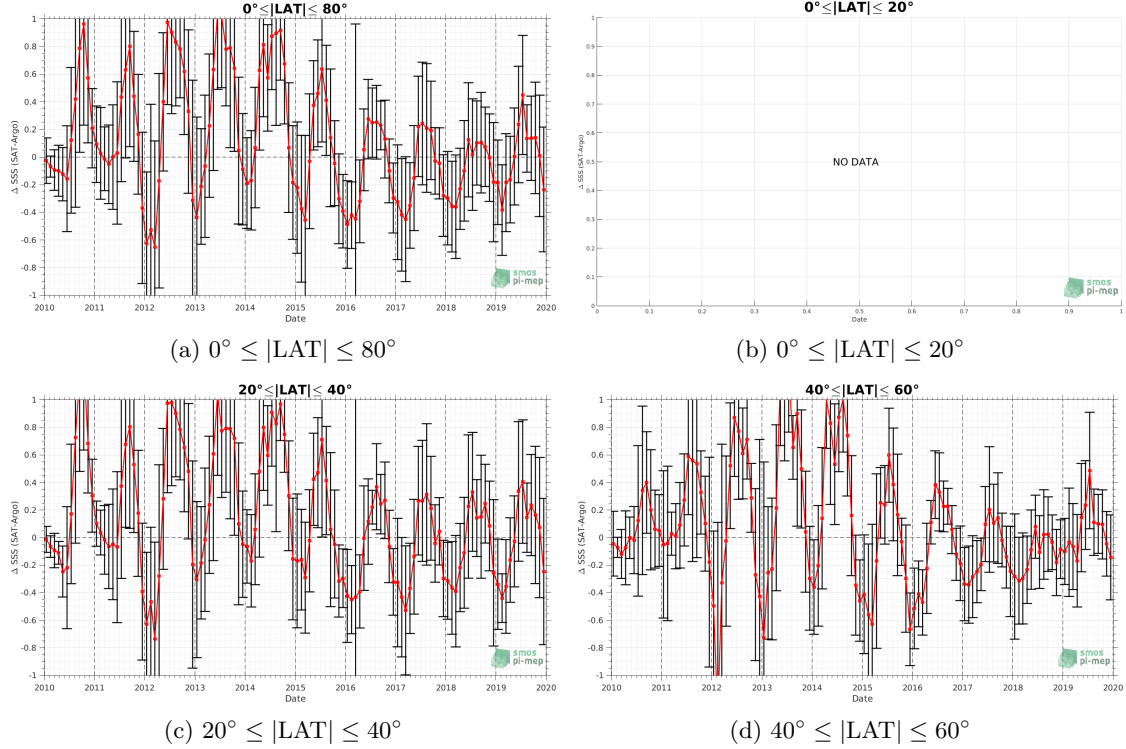 0°≤|LAT|≤ 80°
1
0.8
0.6
0.4
0.2
0
-0.2
-0.4
-0.6
-0.8
-1
Δ SSS (SAT-Argo)
2010 2011 2012 2013 2014 2015 2016 2017 2018 2019 2020
Date
smos
pi-mep
(a) 0° ≤ |LAT| ≤ 80°
0°≤|LAT|≤ 20°
1
0.9
0.8
0.7
0.6
0.5
0.4
0.3
0.2
0.1
0
Δ SSS (SAT-Argo)
NO DATA
0 0.1 0.2 0.3 0.4 0.5 0.6 0.7 0.8 0.9 1
Date
smos
pi-mep
(b) 0° ≤ |LAT| ≤ 20°
20°≤|LAT|≤ 40°
1
0.8
0.6
0.4
0.2
0
-0.2
-0.4
-0.6
-0.8
-1
Δ SSS (SAT-Argo)
2010 2011 2012 2013 2014 2015 2016 2017 2018 2019 2020
Date
smos
pi-mep
(c) 20° ≤ |LAT| ≤ 40°
40°≤|LAT|≤ 60°
1
0.8
0.6
0.4
0.2
0
-0.2
-0.4
-0.6
-0.8
-1
Δ SSS (SAT-Argo)
2010 2011 2012 2013 2014 2015 2016 2017 2018 2019 2020
Date
smos
pi-mep
(d) 40° ≤ |LAT| ≤ 60°